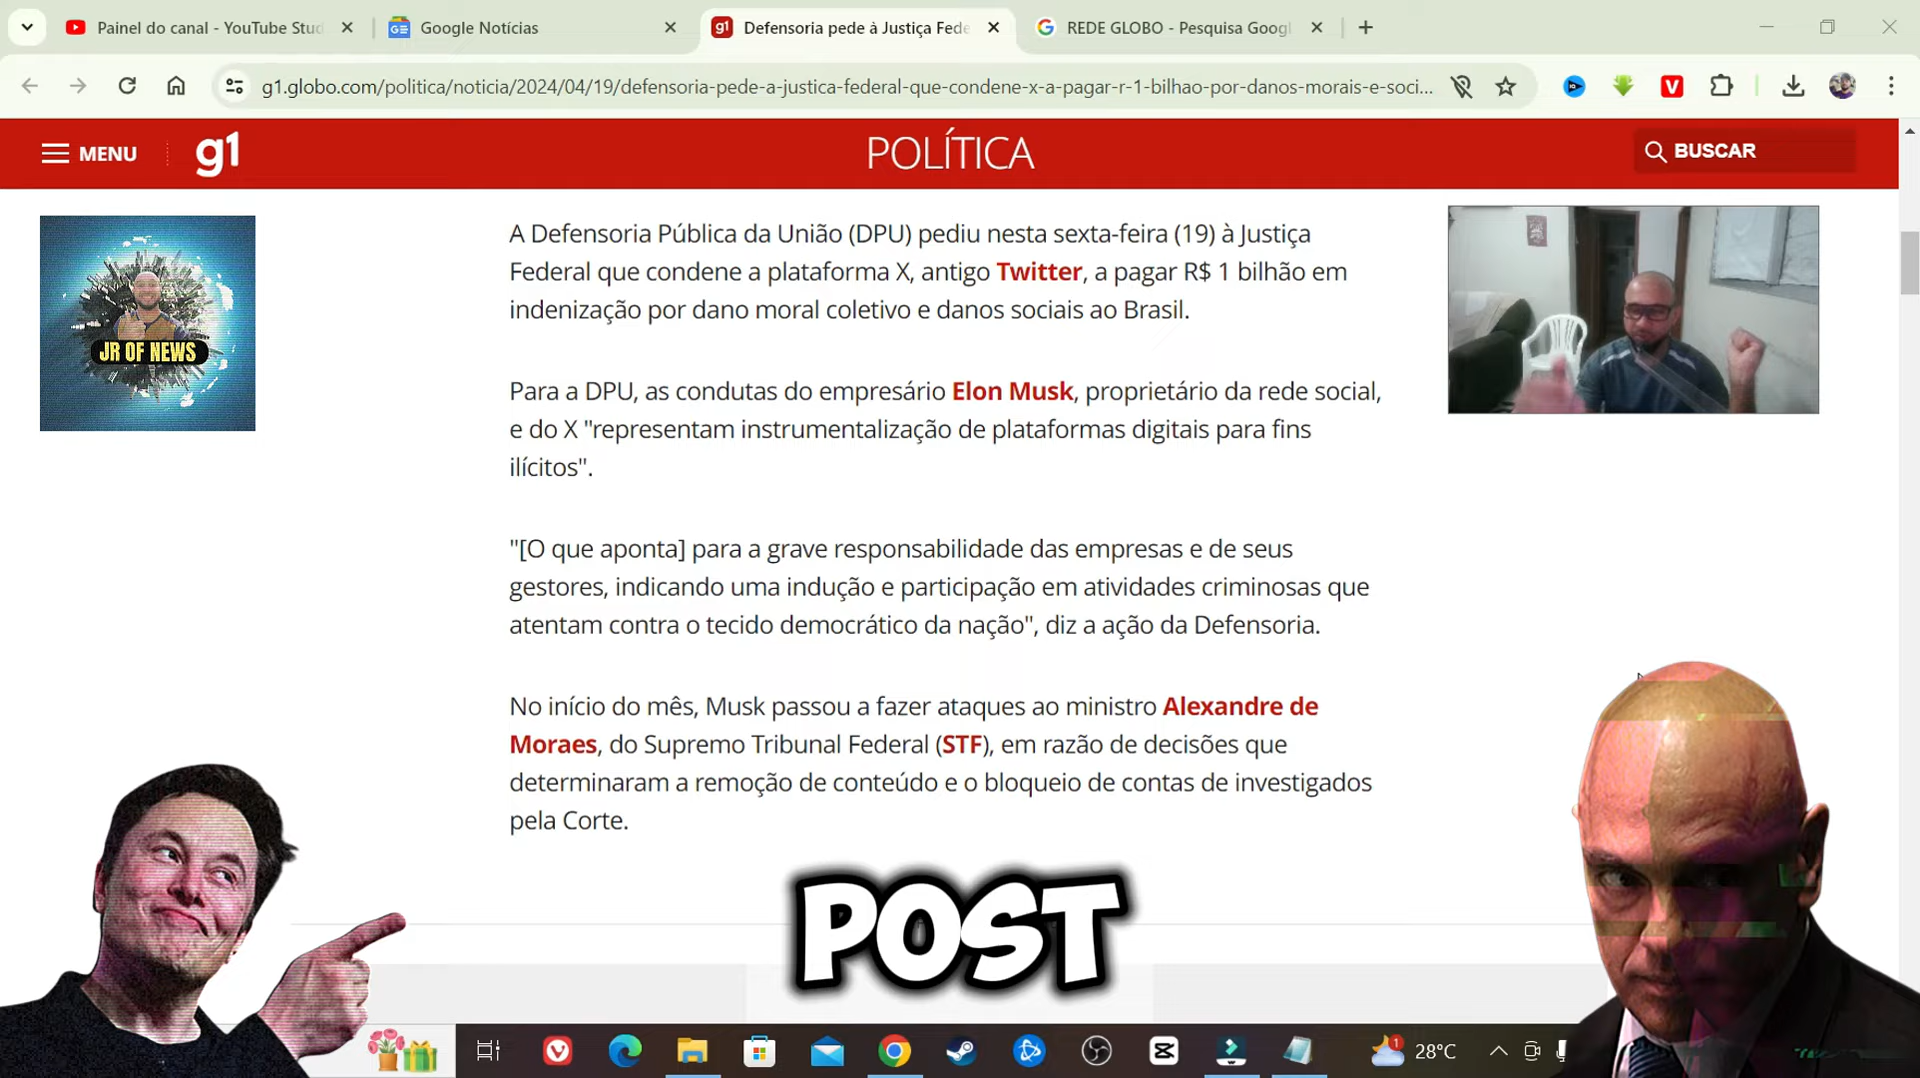 Painel do canal - YouTube Stud
Google Notícias
g1 Defensoria pede à Justiça Fede
REDE GLOBO - Pesquisa Googl
g1.globo.com/politica/noticia/2024/04/19/defensoria-pede-a-justica-federal-que-condene-x-a-pagar-r-1-bilhao-por-danos-morais-e-soci...
MENU
g1
POLÍTICA
BUSCAR
JR OF NEWS
A Defensoria Pública da União (DPU) pediu nesta sexta-feira (19) à Justiça
Federal que condene a plataforma X, antigo Twitter, a pagar R$ 1 bilhão em
indenização por dano moral coletivo e danos sociais ao Brasil.
Para a DPU, as condutas do empresário Elon Musk, proprietário da rede social,
e do X "representam instrumentalização de plataformas digitais para fins
ilícitos".
"[O que aponta] para a grave responsabilidade das empresas e de seus
gestores, indicando uma indução e participação em atividades criminosas que
atentam contra o tecido democrático da nação", diz a ação da Defensoria.
No início do mês, Musk passou a fazer ataques ao ministro Alexandre de
Moraes, do Supremo Tribunal Federal (STF), em razão de decisões que
determinaram a remoção de conteúdo e o bloqueio de contas de investigados
pela Corte.
POST
1
28°C